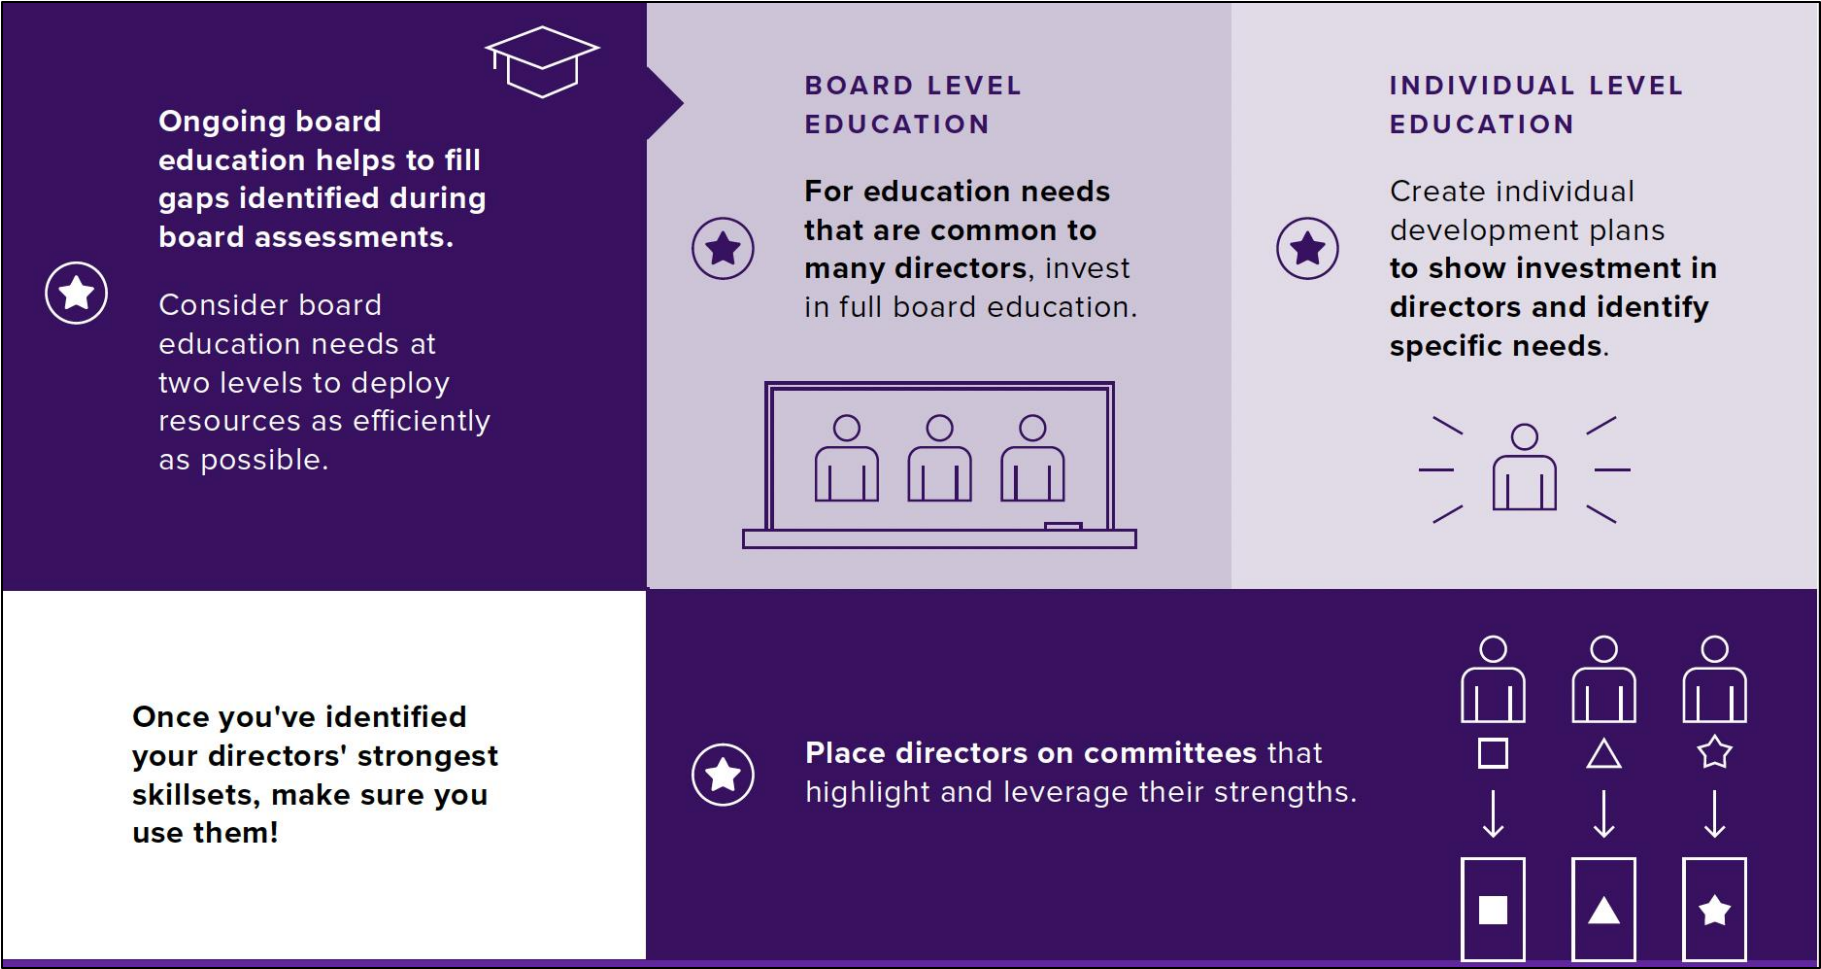 Ongoing board
education helps to fill
gaps identified during
board assessments.
Consider board
education needs at
two levels to deploy
resources as efficiently
as possible.
BOARD LEVEL
EDUCATION
For education needs
that are common to
many directors, invest
in full board education.
INDIVIDUAL LEVEL
EDUCATION
Create individual
development plans
to show investment in
directors and identify
specific needs.
Once you've identified
your directors' strongest
skillsets, make sure you
use them!
Place directors on committees that
highlight and leverage their strengths.